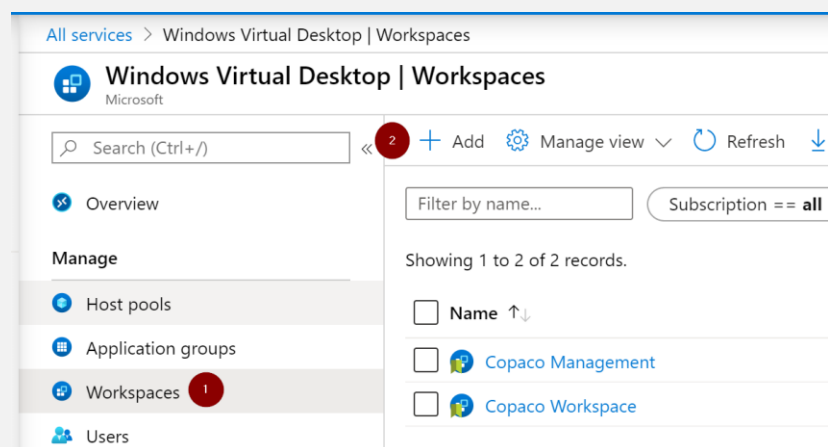 All services > Windows Virtual Desktop | Workspaces
Windows Virtual Desktop | Workspaces
Microsoft
Search (Ctrl+/)
«
2
+ Add
Manage view
Refresh
Overview
Filter by name...
Subscription == all
Manage
Showing 1 to 2 of 2 records.
Host pools
Name ↑↓
Application groups
Copaco Management
Workspaces 1
Copaco Workspace
Users